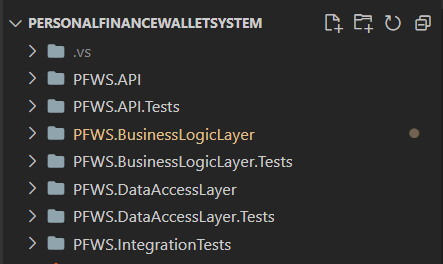 PERSONALFINANCEWALLETSYSTEM
.vs
PFWS.API
PFWS.API.Tests
PFWS.BusinessLogicLayer
PFWS.BusinessLogicLayer.Tests
PFWS.DataAccessLayer
PFWS.DataAccessLayer.Tests
PFWS.IntegrationTests